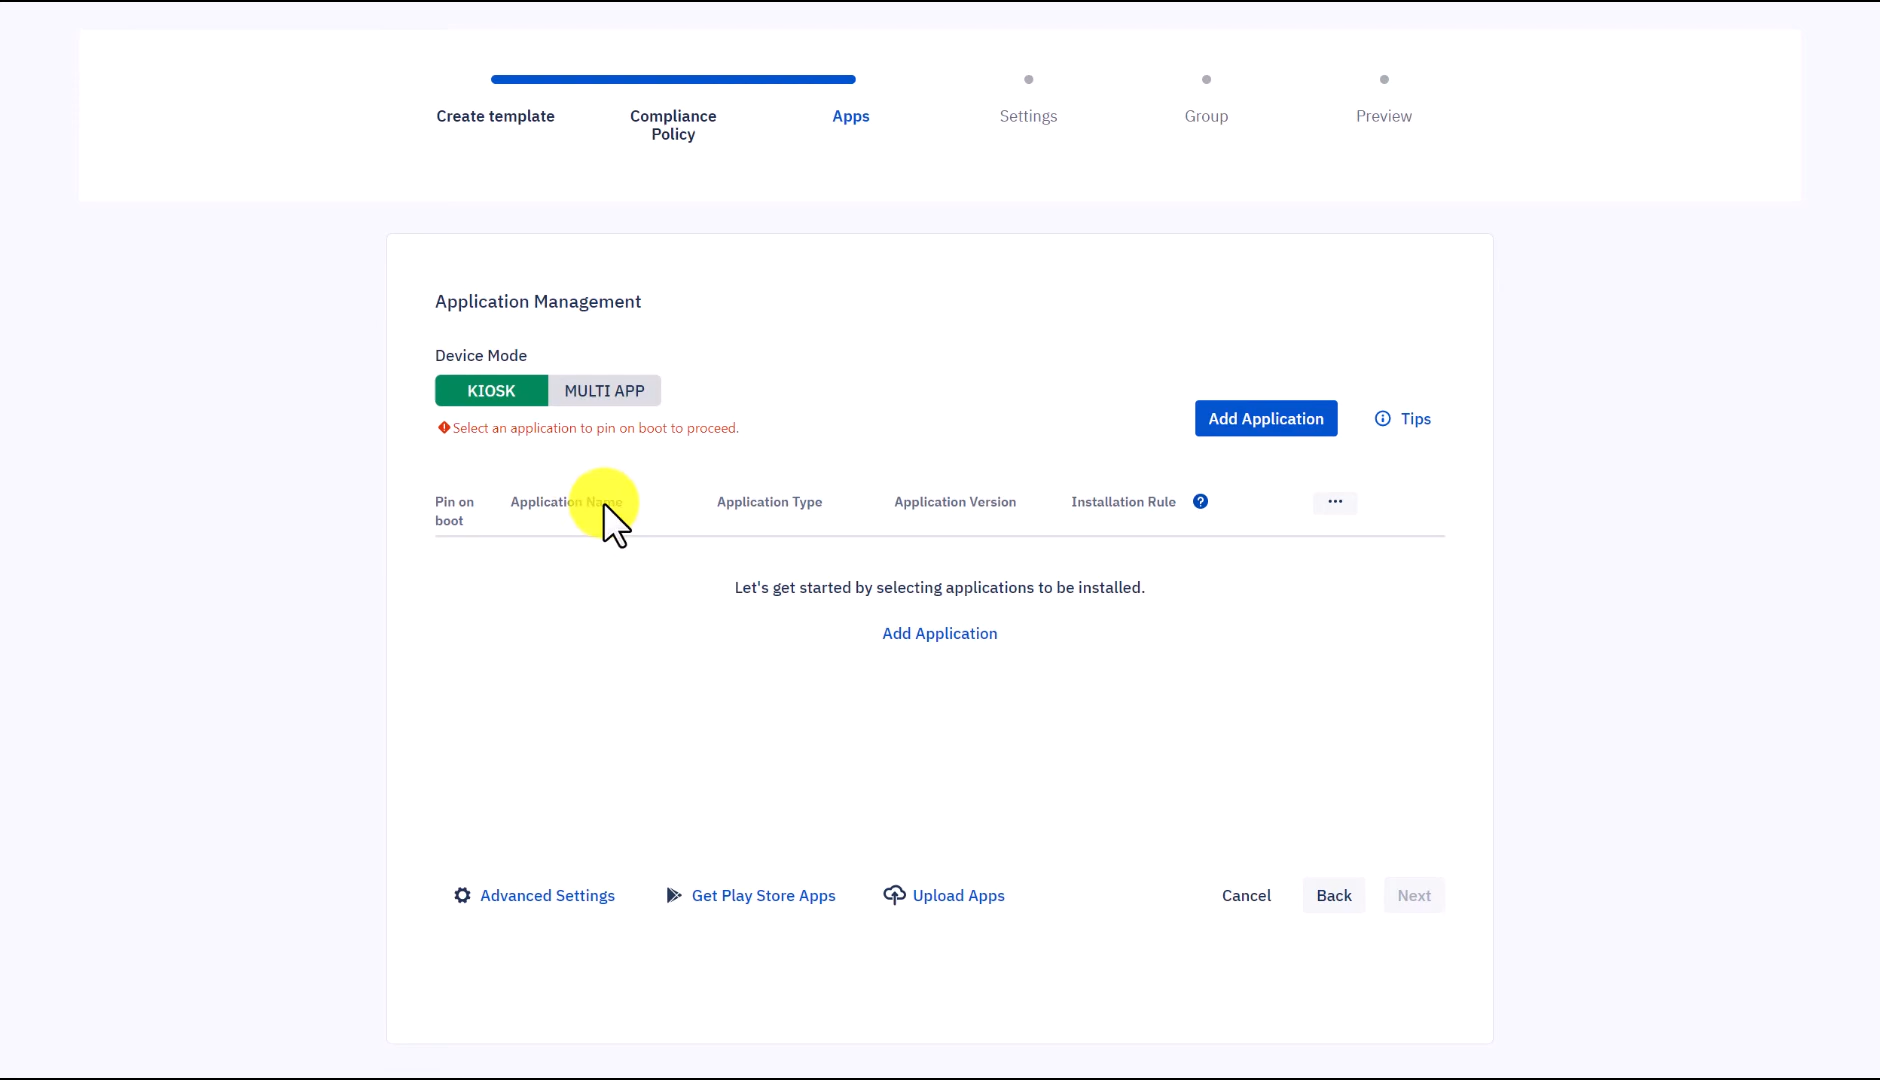 Create template
Compliance
Policy
Apps
Settings
Group
Preview
Application Management
Device Mode
KIOSK
MULTI APP
Select an application to pin on boot to proceed.
Add Application
Tips
Pin on
boot
Application Name
Application Type
Application Version
Installation Rule
Let's get started by selecting applications to be installed.
Add Application
Advanced Settings
Get Play Store Apps
Upload Apps
Cancel
Back
Next